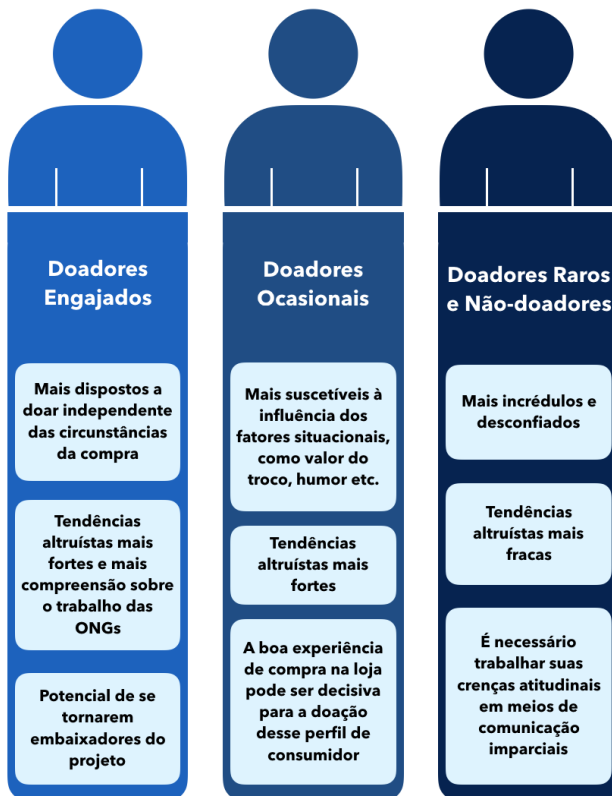 Doadores
Engajados
Mais dispostos a
doar independente
das circunstâncias
da compra
Tendências
altruístas mais
fortes e mais
compreensão sobre
o trabalho das
ONGs
Potencial de se
tornarem
embaixadores do
projeto
Doadores
Ocasionais
Mais suscetíveis à
influência dos
fatores situacionais,
como valor do
troco, humor etc.
Tendências
altruístas mais
fortes
A boa experiência
de compra na loja
pode ser decisiva
para a doação
desse perfil de
consumidor
Doadores Raros
e Não-doadores
Mais incrédulos e
desconfiados
Tendências
altruístas mais
fracas
É necessário
trabalhar suas
crenças atitudinais
em meios de
comunicação
imparciais